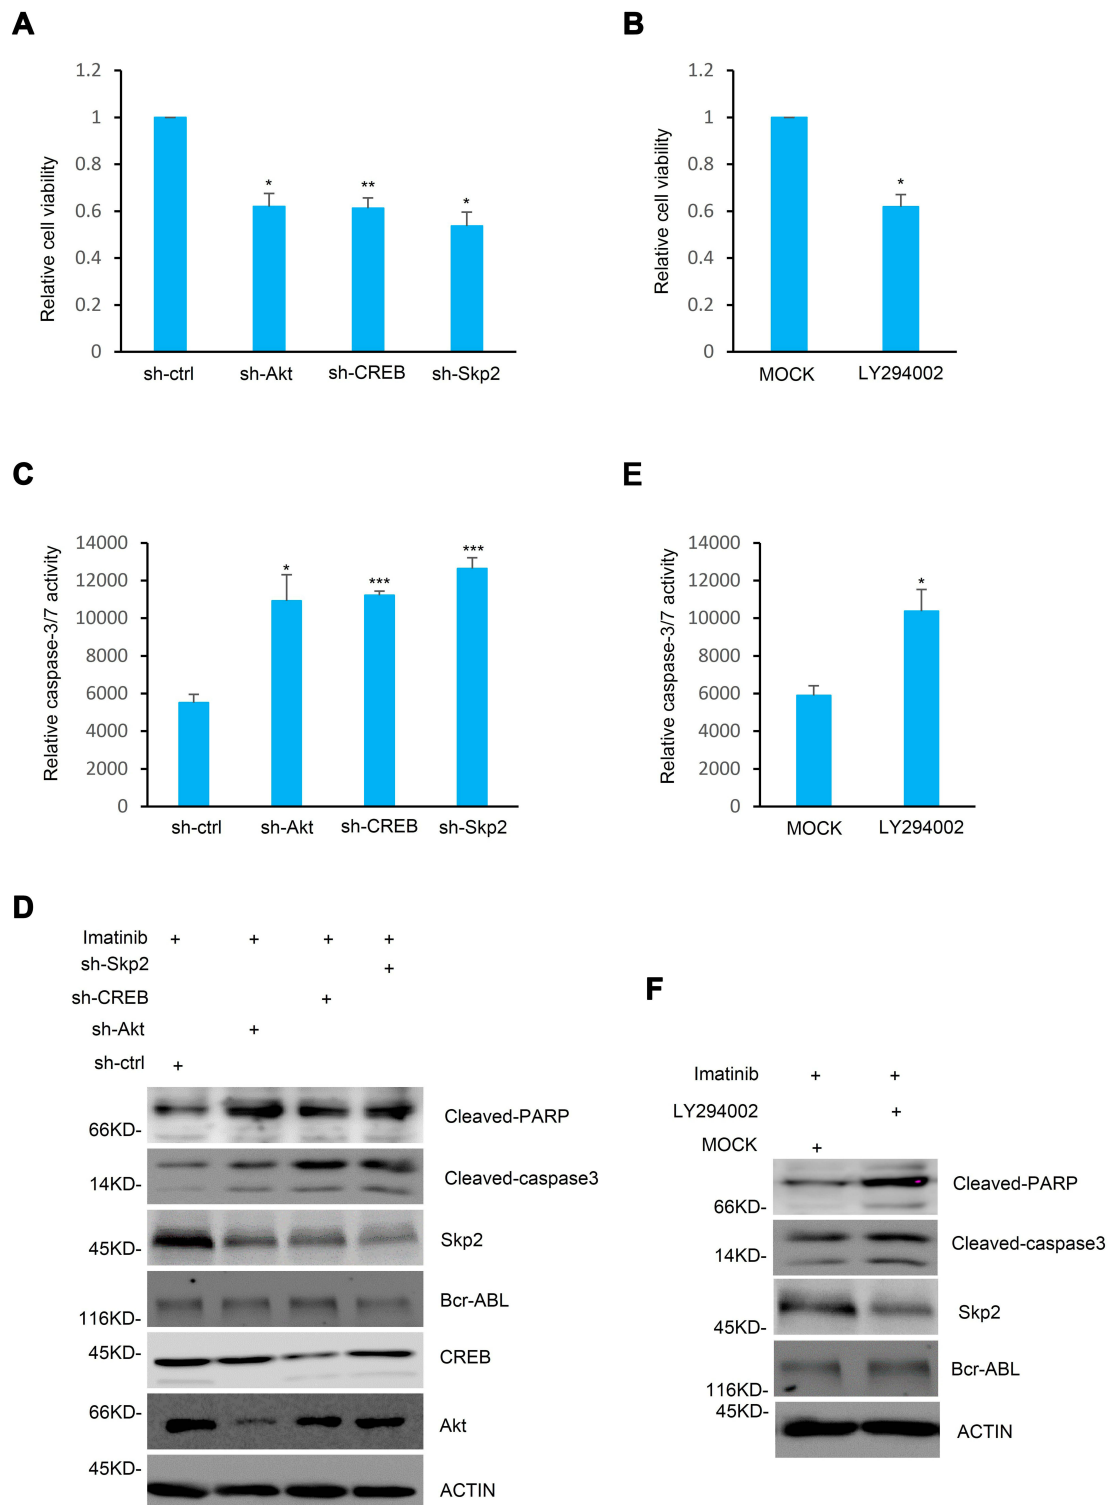 A
Relative cell viability
1.2
1
0.8
0.6
0.4
0.2
0
*
**
*
sh-ctrl
sh-Akt
sh-CREB
sh-Skp2
B
Relative cell viability
1.2
1
0.8
0.6
0.4
0.2
0
*
MOCK
LY294002
C
Relative caspase-3/7 activity
14000
12000
10000
8000
6000
4000
2000
0
*
***
***
sh-ctrl
sh-Akt
sh-CREB
sh-Skp2
E
Relative caspase-3/7 activity
14000
12000
10000
8000
6000
4000
2000
0
*
MOCK
LY294002
D
Imatinib + + + +
sh-Skp2 +
sh-CREB +
sh-Akt +
sh-ctrl +
66KD- Cleaved-PARP
14KD- Cleaved-caspase3
45KD- Skp2
116KD- Bcr-ABL
45KD- CREB
66KD- Akt
45KD- ACTIN
F
Imatinib + +
LY294002 +
MOCK +
66KD- Cleaved-PARP
14KD- Cleaved-caspase3
45KD- Skp2
116KD- Bcr-ABL
45KD- ACTIN